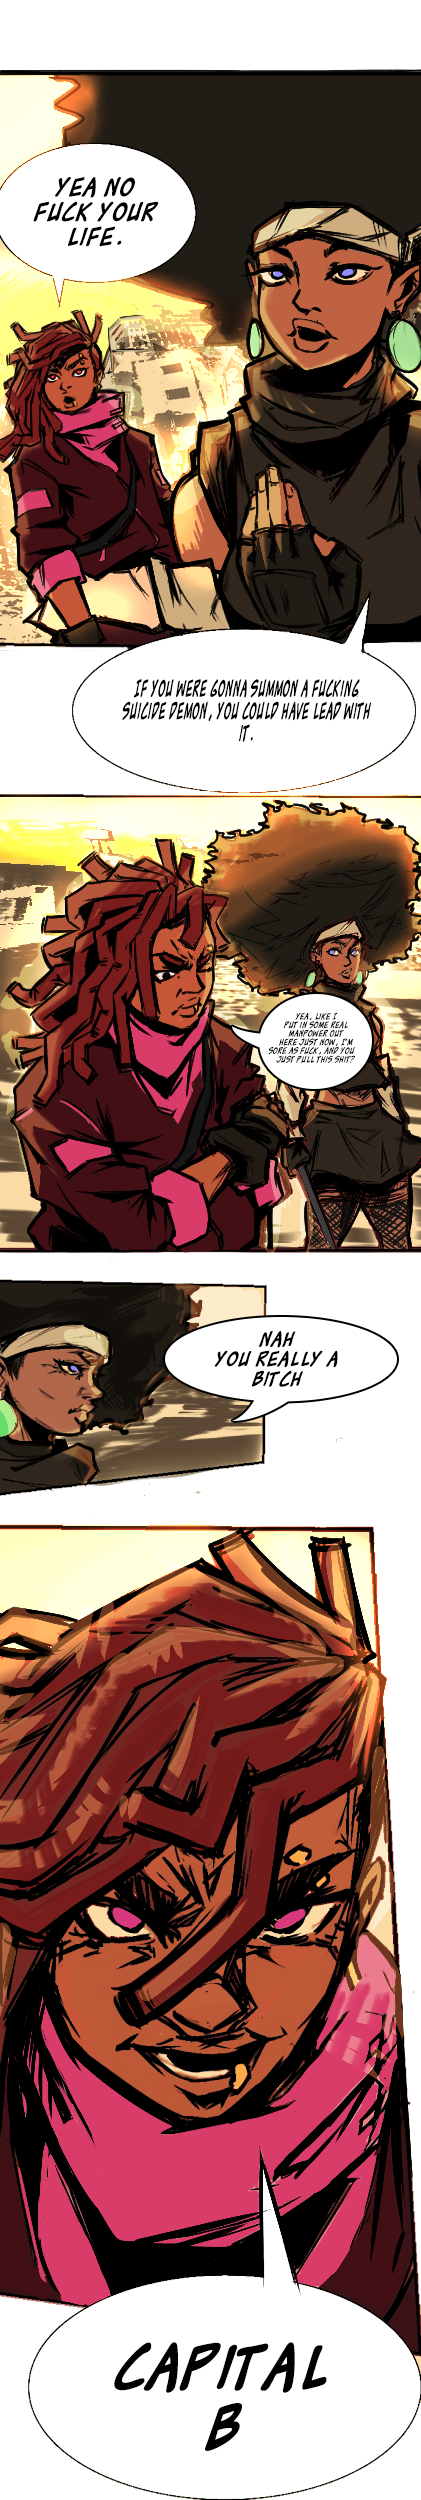 YEA NO
FUCK YOUR
LIFE.
IF YOU WERE GONNA SUMMON A FUCKING
SUICIDE DEMON, YOU COULD HAVE LEAD WITH
IT.
YEA, LIKE I
PUT IN SOME REAL
MANPOWER OUT
HERE JUST NOW, I'M
SORE AS FUCK, AND YOU
JUST PULL THIS SHIT?
NAH
YOU REALLY A
BITCH
CAPITAL
B